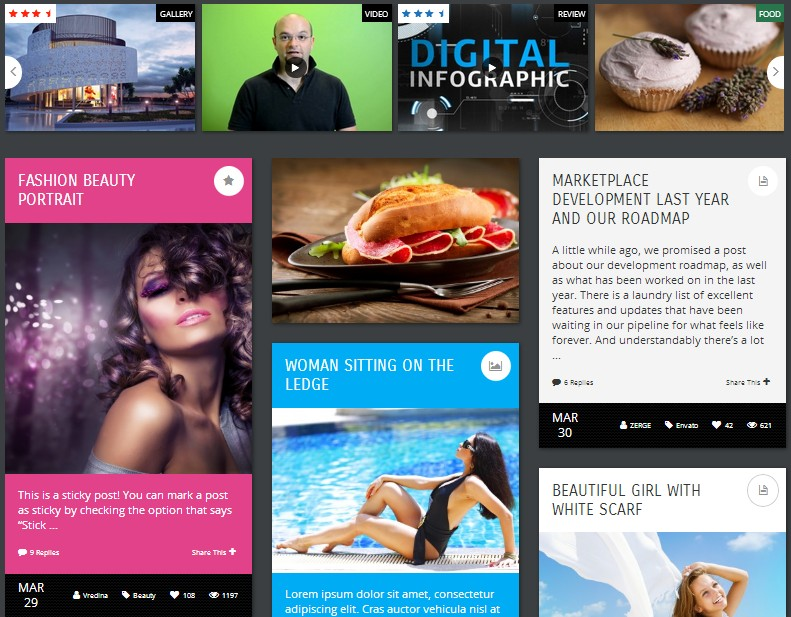 GALLERY
VIDEO
REVIEW
FOOD
DIGITAL
INFOGRAPHIC
FASHION BEAUTY
PORTRAIT
This is a sticky post! You can mark a post
as sticky by checking the option that says
“Stick ...
9 Replies
Share This
MAR
29
Vredina
Beauty
108
1197
WOMAN SITTING ON THE
LEDGE
Lorem ipsum dolor sit amet, consectetur
adipiscing elit. Cras auctor vehicula nisl at
MARKETPLACE
DEVELOPMENT LAST YEAR
AND OUR ROADMAP
A little while ago, we promised a post
about our development roadmap, as well
as what has been worked on in the last
year. There is a laundry list of excellent
features and updates that have been
waiting in our pipeline for what feels like
forever. And understandably there’s a lot
...
6 Replies
Share This
MAR
30
ZERGE
Envato
42
621
BEAUTIFUL GIRL WITH
WHITE SCARF